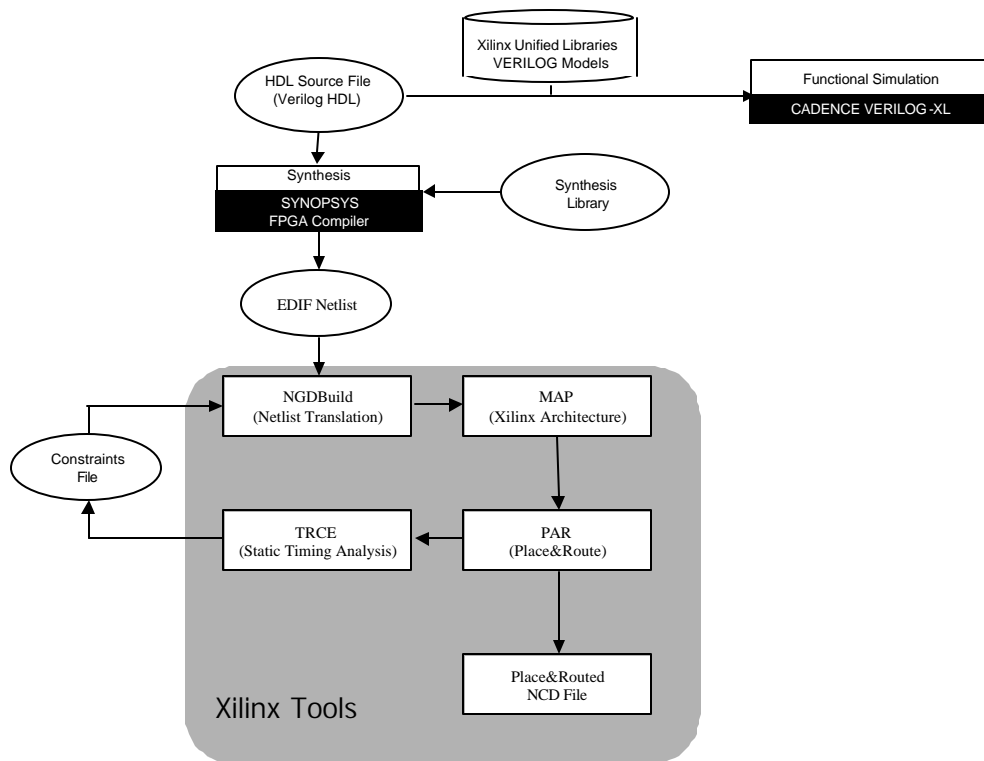 Xilinx Unified Libraries
VERILOG Models
HDL Source File
(Verilog HDL)
Functional Simulation
CADENCE VERILOG-XL
Synthesis
SYNOPSYS
FPGA Compiler
Synthesis
Library
EDIF Netlist
NGDBuild
(Netlist Translation)
MAP
(Xilinx Architecture)
Constraints
File
TRCE
(Static Timing Analysis)
PAR
(Place&Route)
Place&Routed
NCD File
Xilinx Tools